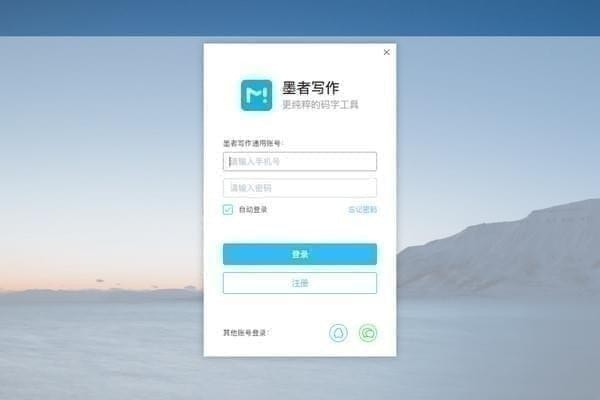 M!
墨者写作
更纯粹的码字工具
墨者写作通用账号:
请输入手机号
请输入密码
自动登录 忘记密码
登录
注册
其他账号登录: